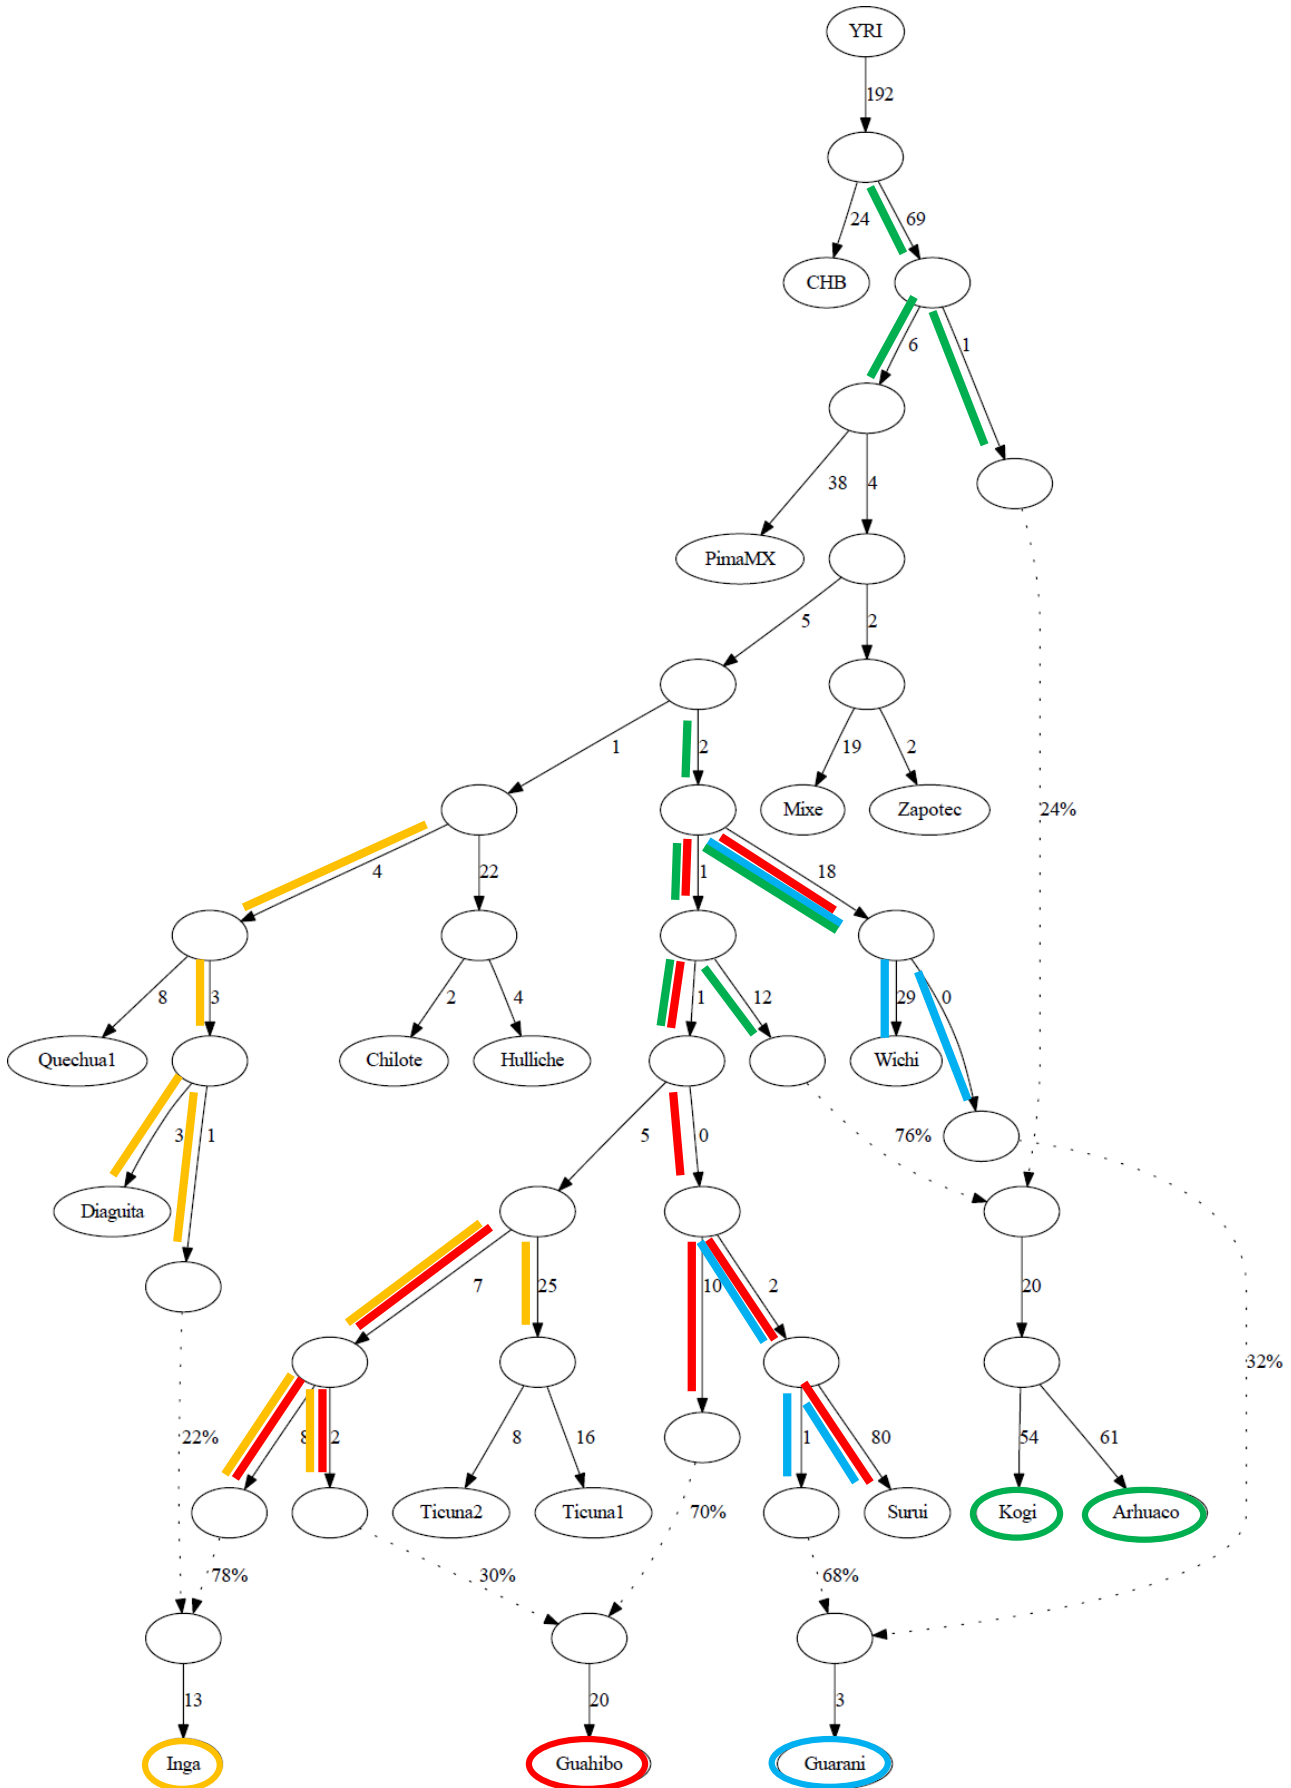 YRI
192
24 69
CHB
6 1
38 4
PimaMX
5 2
1 2 19 2
Mixe Zapotec 24%
4 22 1 18
8 3 2 4 1 12 29 0
Quechua1 Chilote Hulliche Wichi
3 1 5 0 76%
Diaguita
7 25 10 2 20
32%
22% 8 2 8 16 1 80 54 61
Ticuna2 Ticuna1 70% Surui Kogi Arhuaco
78% 30% 68%
13 20 3
Inga Guahibo Guarani